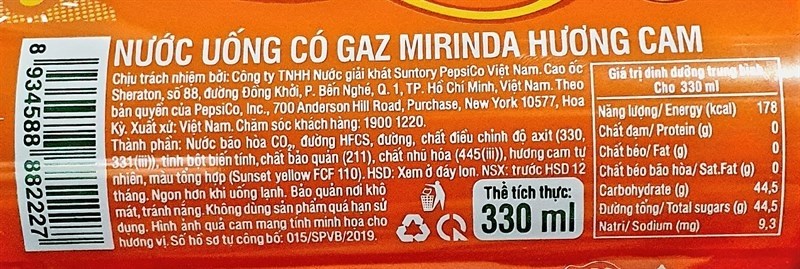 NƯỚC UỐNG CÓ GAZ MIRINDA HƯƠNG CAM
Chịu trách nhiệm bởi: Công ty TNHH Nước giải khát Suntory PepsiCo Việt Nam. Cao ốc
Sheraton, số 88, đường Đồng Khởi, P. Bến Nghé, Q. 1, TP. Hồ Chí Minh, Việt Nam. Theo
bản quyền của PepsiCo, Inc., 700 Anderson Hill Road, Purchase, New York 10577, Hoa
Kỳ. Xuất xứ: Việt Nam. Chăm sóc khách hàng: 1900 1220.
Thành phần: Nước bão hòa CO₂, đường HFCS, đường, chất điều chỉnh độ axit (330,
331(iii)), tinh bột biến tính, chất bảo quản (211), chất nhũ hóa (445(iii)), hương cam tự
nhiên, màu tổng hợp (Sunset yellow FCF 110). HSD: Xem ở đáy lon. NSX: trước HSD 12
tháng. Ngon hơn khi uống lạnh. Bảo quản nơi khô
mát, tránh nắng. Không dùng sản phẩm quá hạn sử
dụng. Hình ảnh quả cam mang tính minh họa cho
hương vị. Số hồ sơ tự công bố: 015/SPVB/2019.
Thể tích thực:
330 ml
Giá trị dinh dưỡng trung bình
Cho 330 ml
Năng lượng/ Energy (kcal) 178
Chất đạm/ Protein (g) 0
Chất béo/ Fat (g) 0
Chất béo bão hòa/ Sat.Fat (g) 0
Carbohydrate (g) 44,5
Đường tổng/ Total sugars (g) 44,5
Natri/ Sodium (mg) 9,3
8 934588 882227